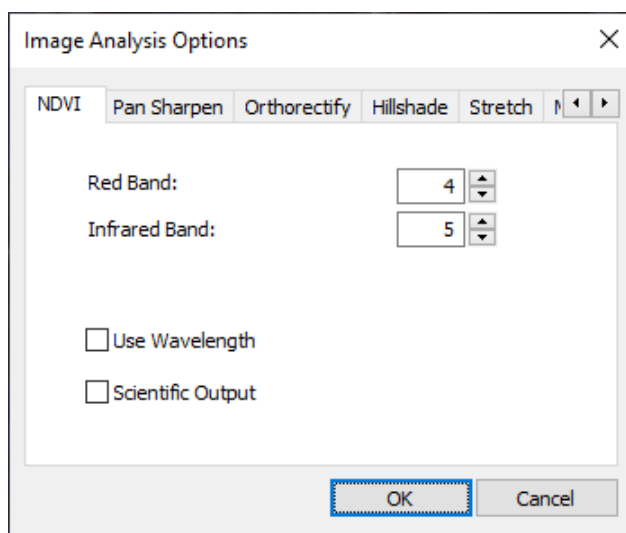 Image Analysis Options
NDVI Pan Sharpen Orthorectify Hillshade Stretch
Red Band: 4
Infrared Band: 5
Use Wavelength
Scientific Output
OK Cancel